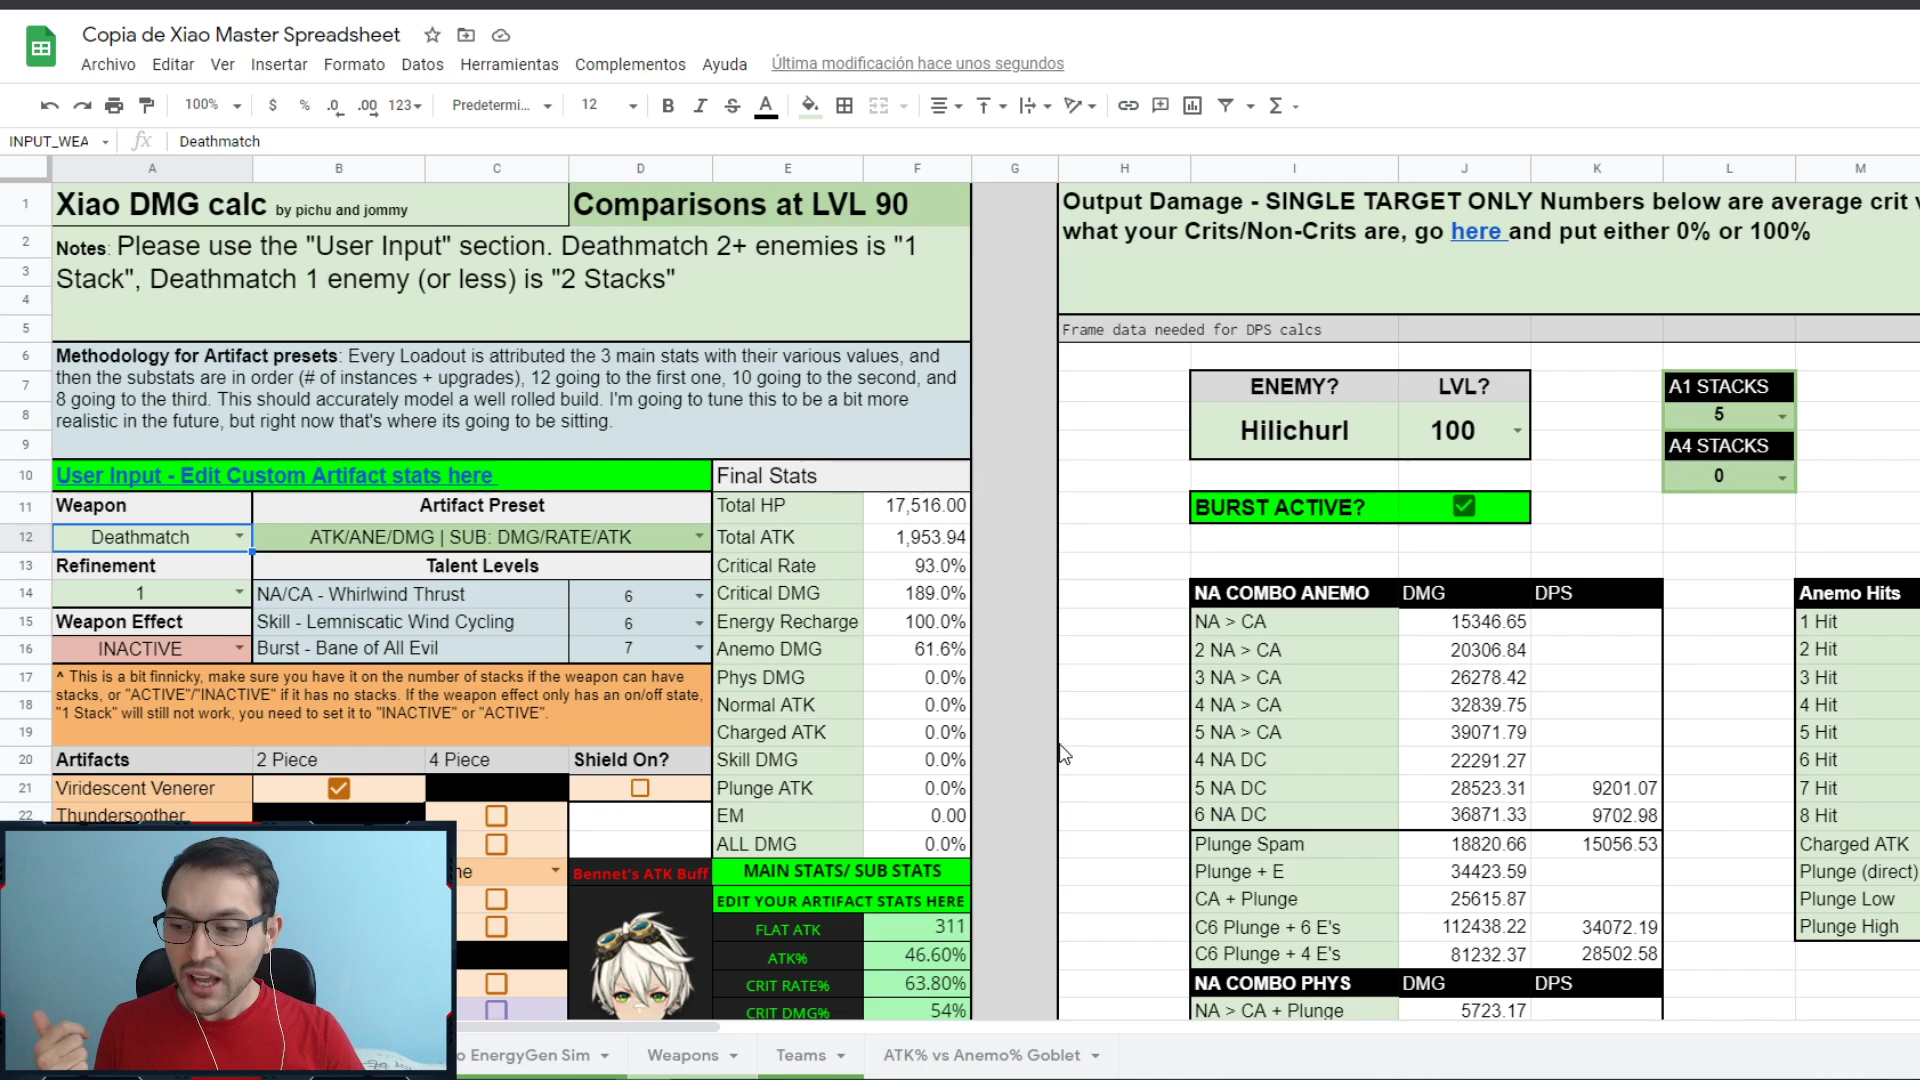 Copia de Xiao Master Spreadsheet
Archivo Editar Ver Insertar Formato Datos Herramientas Complementos Ayuda Última modificación hace unos segundos
100% $ % .0 .00 123 Predetermi... 12 B I S A
INPUT_WEA fx Deathmatch
A B C D E F G H I J K L M
1 Xiao DMG calc by pichu and jommy Comparisons at LVL 90
Output Damage - SINGLE TARGET ONLY Numbers below are average crit
what your Crits/Non-Crits are, go here and put either 0% or 100%
2 Notes: Please use the "User Input" section. Deathmatch 2+ enemies is "1
3 Stack", Deathmatch 1 enemy (or less) is "2 Stacks"
4
5 Frame data needed for DPS calcs
6 Methodology for Artifact presets: Every Loadout is attributed the 3 main stats with their various values, and
7 then the substats are in order (# of instances + upgrades), 12 going to the first one, 10 going to the second, and
8 8 going to the third. This should accurately model a well rolled build. I'm going to tune this to be a bit more
9 realistic in the future, but right now that's where its going to be sitting.
ENEMY? LVL? A1 STACKS
Hilichurl 100 5
A4 STACKS
10 User Input - Edit Custom Artifact stats here Final Stats 0
11 Weapon Artifact Preset Total HP 17,516.00 BURST ACTIVE?
12 Deathmatch ATK/ANE/DMG | SUB: DMG/RATE/ATK Total ATK 1,953.94
13 Refinement Talent Levels Critical Rate 93.0%
14 1 NA/CA - Whirlwind Thrust 6 Critical DMG 189.0% NA COMBO ANEMO DMG DPS Anemo Hits
15 Weapon Effect Skill - Lemniscatic Wind Cycling 6 Energy Recharge 100.0% NA > CA 15346.65 1 Hit
16 INACTIVE Burst - Bane of All Evil 7 Anemo DMG 61.6% 2 NA > CA 20306.84 2 Hit
17 ^ This is a bit finnicky, make sure you have it on the number of stacks if the weapon can have
stacks, or "ACTIVE"/"INACTIVE" if it has no stacks. If the weapon effect only has an on/off state,
"1 Stack" will still not work, you need to set it to "INACTIVE" or "ACTIVE".
Phys DMG 0.0% 3 NA > CA 26278.42 3 Hit
18 Normal ATK 0.0% 4 NA > CA 32839.75 4 Hit
19 Charged ATK 0.0% 5 NA > CA 39071.79 5 Hit
20 Artifacts 2 Piece 4 Piece Shield On? Skill DMG 0.0% 4 NA DC 22291.27 6 Hit
21 Viridescent Venerer Plunge ATK 0.0% 5 NA DC 28523.31 9201.07 7 Hit
22 Thundersoother EM 0.00 6 NA DC 36871.33 9702.98 8 Hit
ALL DMG 0.0% Plunge Spam 18820.66 15056.53 Charged ATK
ne Bennet's ATK Buff MAIN STATS/ SUB STATS Plunge + E 34423.59 Plunge (direct)
EDIT YOUR ARTIFACT STATS HERE CA + Plunge 25615.87 Plunge Low
FLAT ATK 311 C6 Plunge + 6 E's 112438.22 34072.19 Plunge High
ATK% 46.60% C6 Plunge + 4 E's 81232.37 28502.58
CRIT RATE% 63.80% NA COMBO PHYS DMG DPS
CRIT DMG% 54% NA > CA + Plunge 5723.17
o EnergyGen Sim Weapons Teams ATK% vs Anemo% Goblet